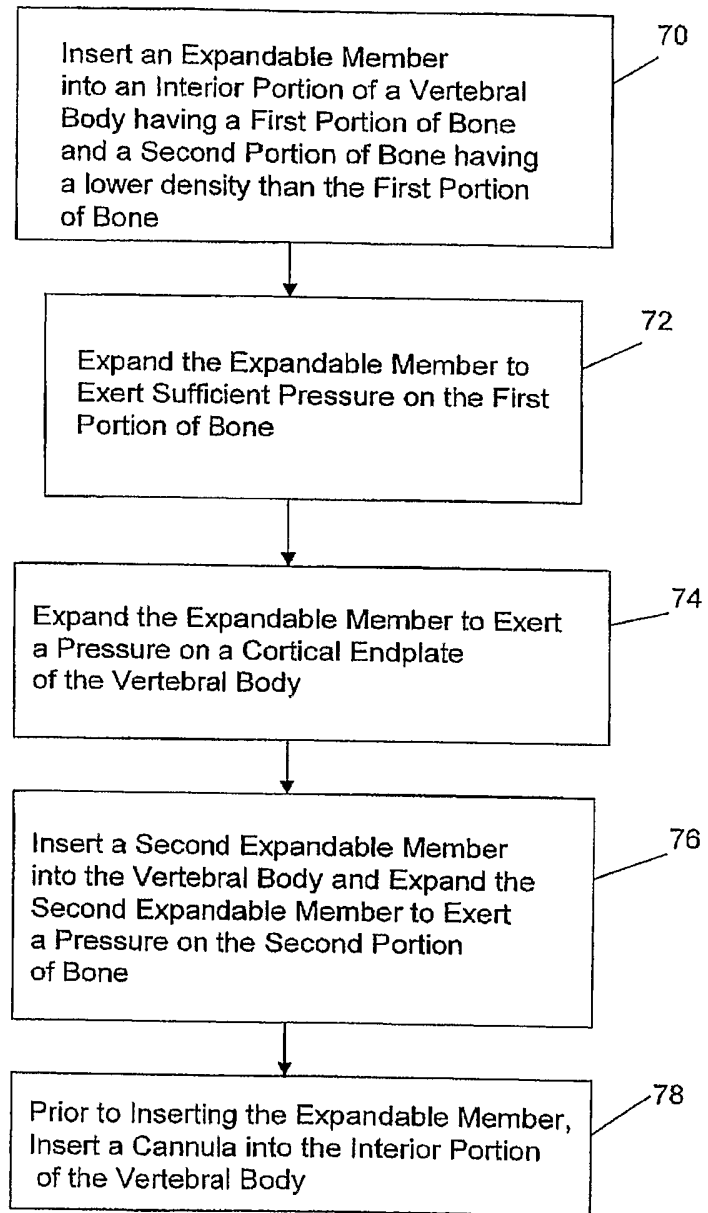 70
Insert an Expandable Member
into an Interior Portion of a Vertebral
Body having a First Portion of Bone
and a Second Portion of Bone having
a lower density than the First Portion
of Bone
72
Expand the Expandable Member to
Exert Sufficient Pressure on the First
Portion of Bone
74
Expand the Expandable Member to Exert
a Pressure on a Cortical Endplate
of the Vertebral Body
76
Insert a Second Expandable Member
into the Vertebral Body and Expand the
Second Expandable Member to Exert
a Pressure on the Second Portion
of Bone
78
Prior to Inserting the Expandable Member,
Insert a Cannula into the Interior Portion
of the Vertebral Body